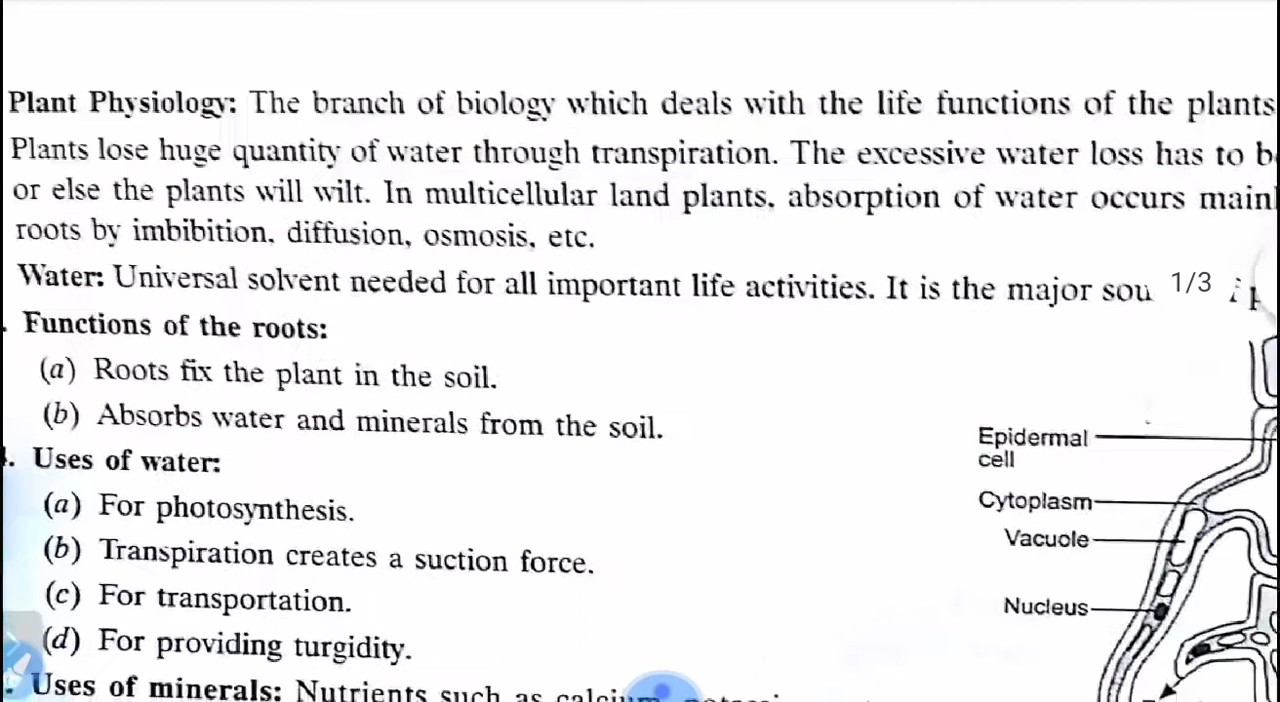 Plant Physiology: The branch of biology which deals with the life functions of the plants
Plants lose huge quantity of water through transpiration. The excessive water loss has to
or else the plants will wilt. In multicellular land plants, absorption of water occurs
roots by imbibition, diffusion, osmosis, etc.
Water: Universal solvent needed for all important life activities. It is the major
1/3
Functions of the roots:
(a) Roots fix the plant in the soil.
(b) Absorbs water and minerals from the soil.
Uses of water:
(a) For photosynthesis.
(b) Transpiration creates a suction force.
(c) For transportation.
(d) For providing turgidity.
Uses of minerals: Nutrients such as
Epidermal
cell
Cytoplasm
Vacuole
Nucleus